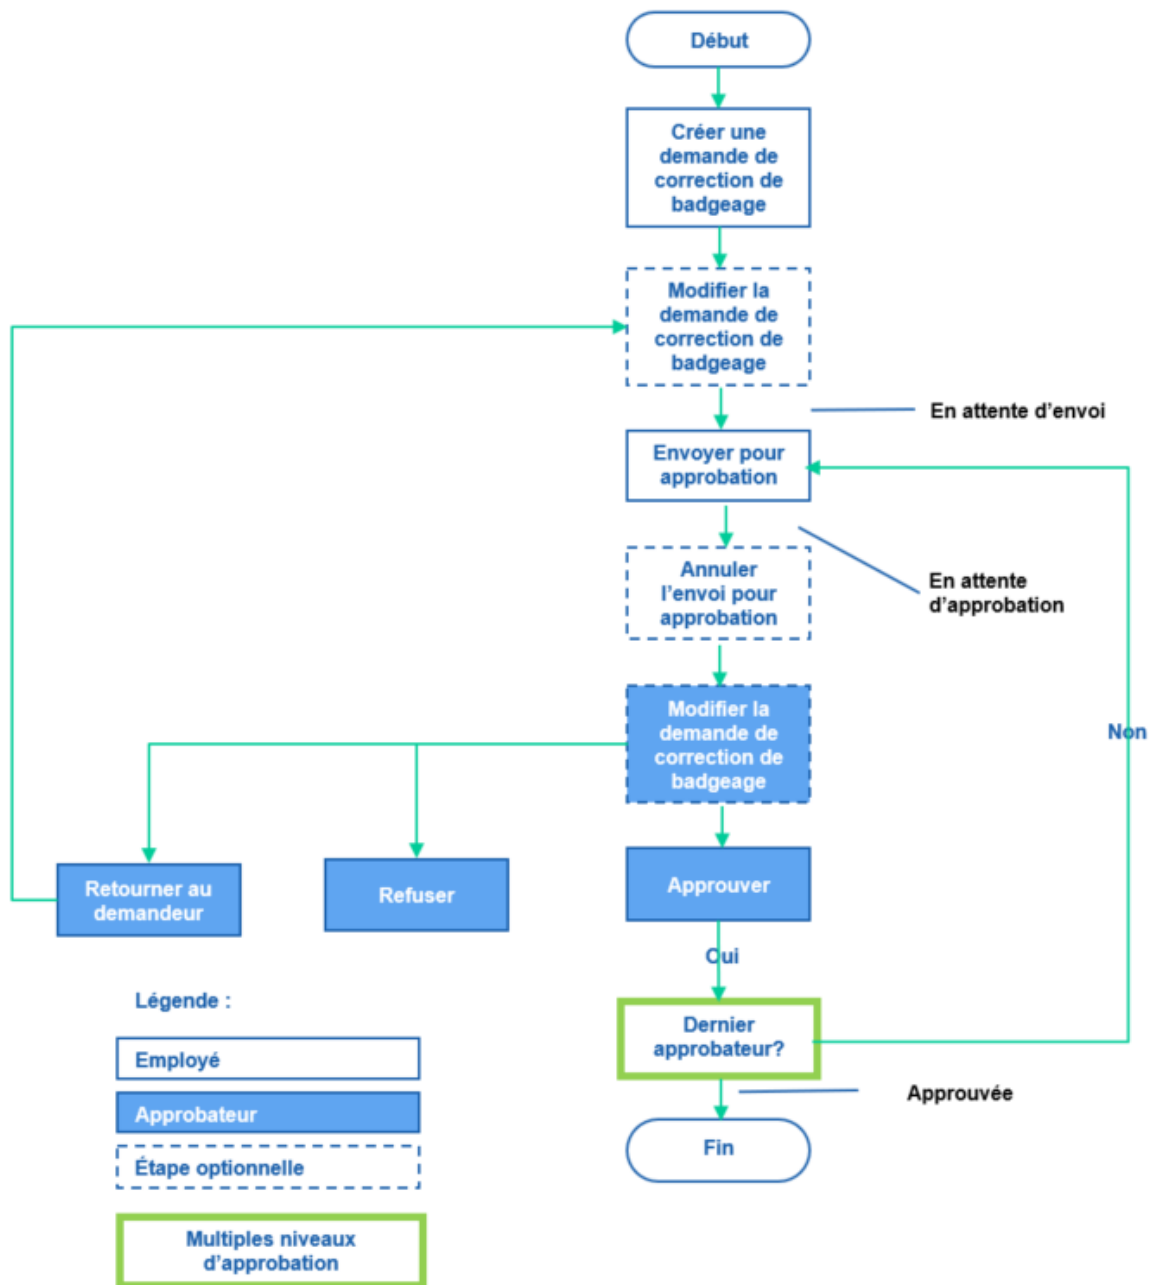 Début
Créer une
demande de
correction de
badgeage
Modifier la
demande de
correction de
badgeage
En attente d'envoi
Envoyer pour
approbation
Annuler
l'envoi pour
approbation
En attente
d'approbation
Modifier la
demande de
correction de
badgeage
Non
Retourner au
demandeur
Refuser
Approuver
Oui
Dernier
approbateur?
Approuvée
Fin
Légende :
Employé
Approbateur
Étape optionnelle
Multiples niveaux
d'approbation